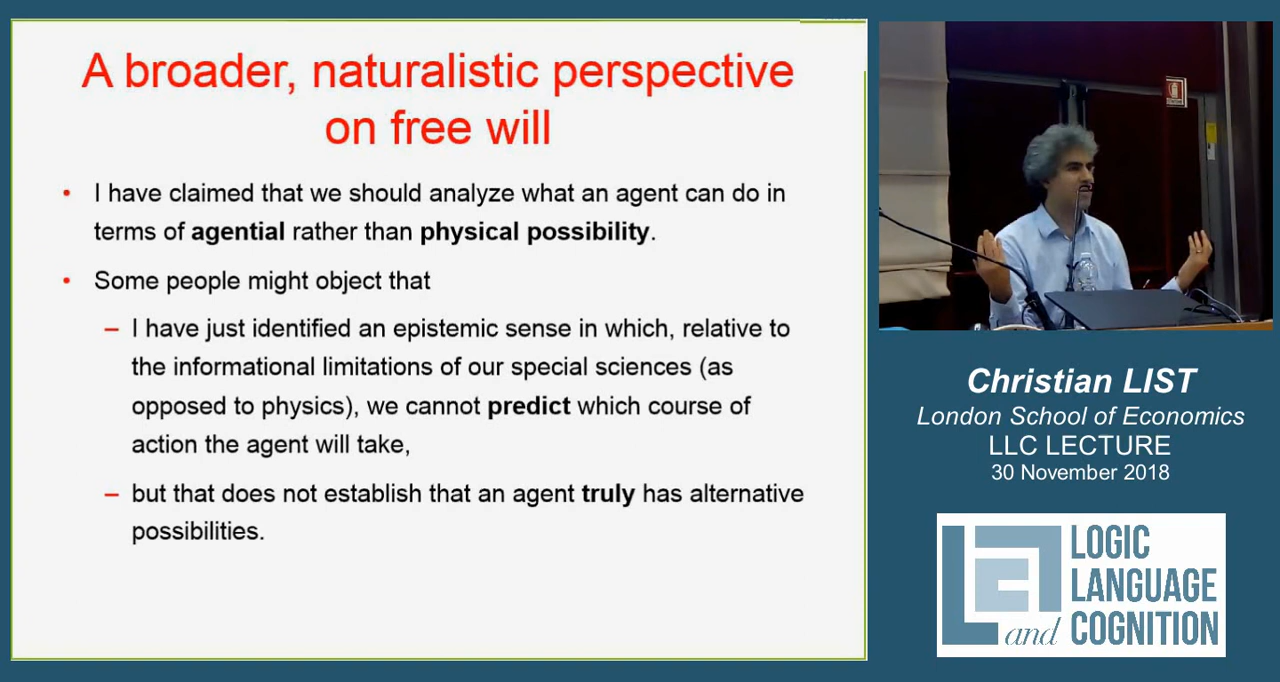 A broader, naturalistic perspective
on free will
• I have claimed that we should analyze what an agent can do in
terms of agential rather than physical possibility.
• Some people might object that
– I have just identified an epistemic sense in which, relative to
the informational limitations of our special sciences (as
opposed to physics), we cannot predict which course of
action the agent will take,
– but that does not establish that an agent truly has alternative
possibilities.
Christian LIST
London School of Economics
LLC LECTURE
30 November 2018
LOGIC
LANGUAGE
and COGNITION